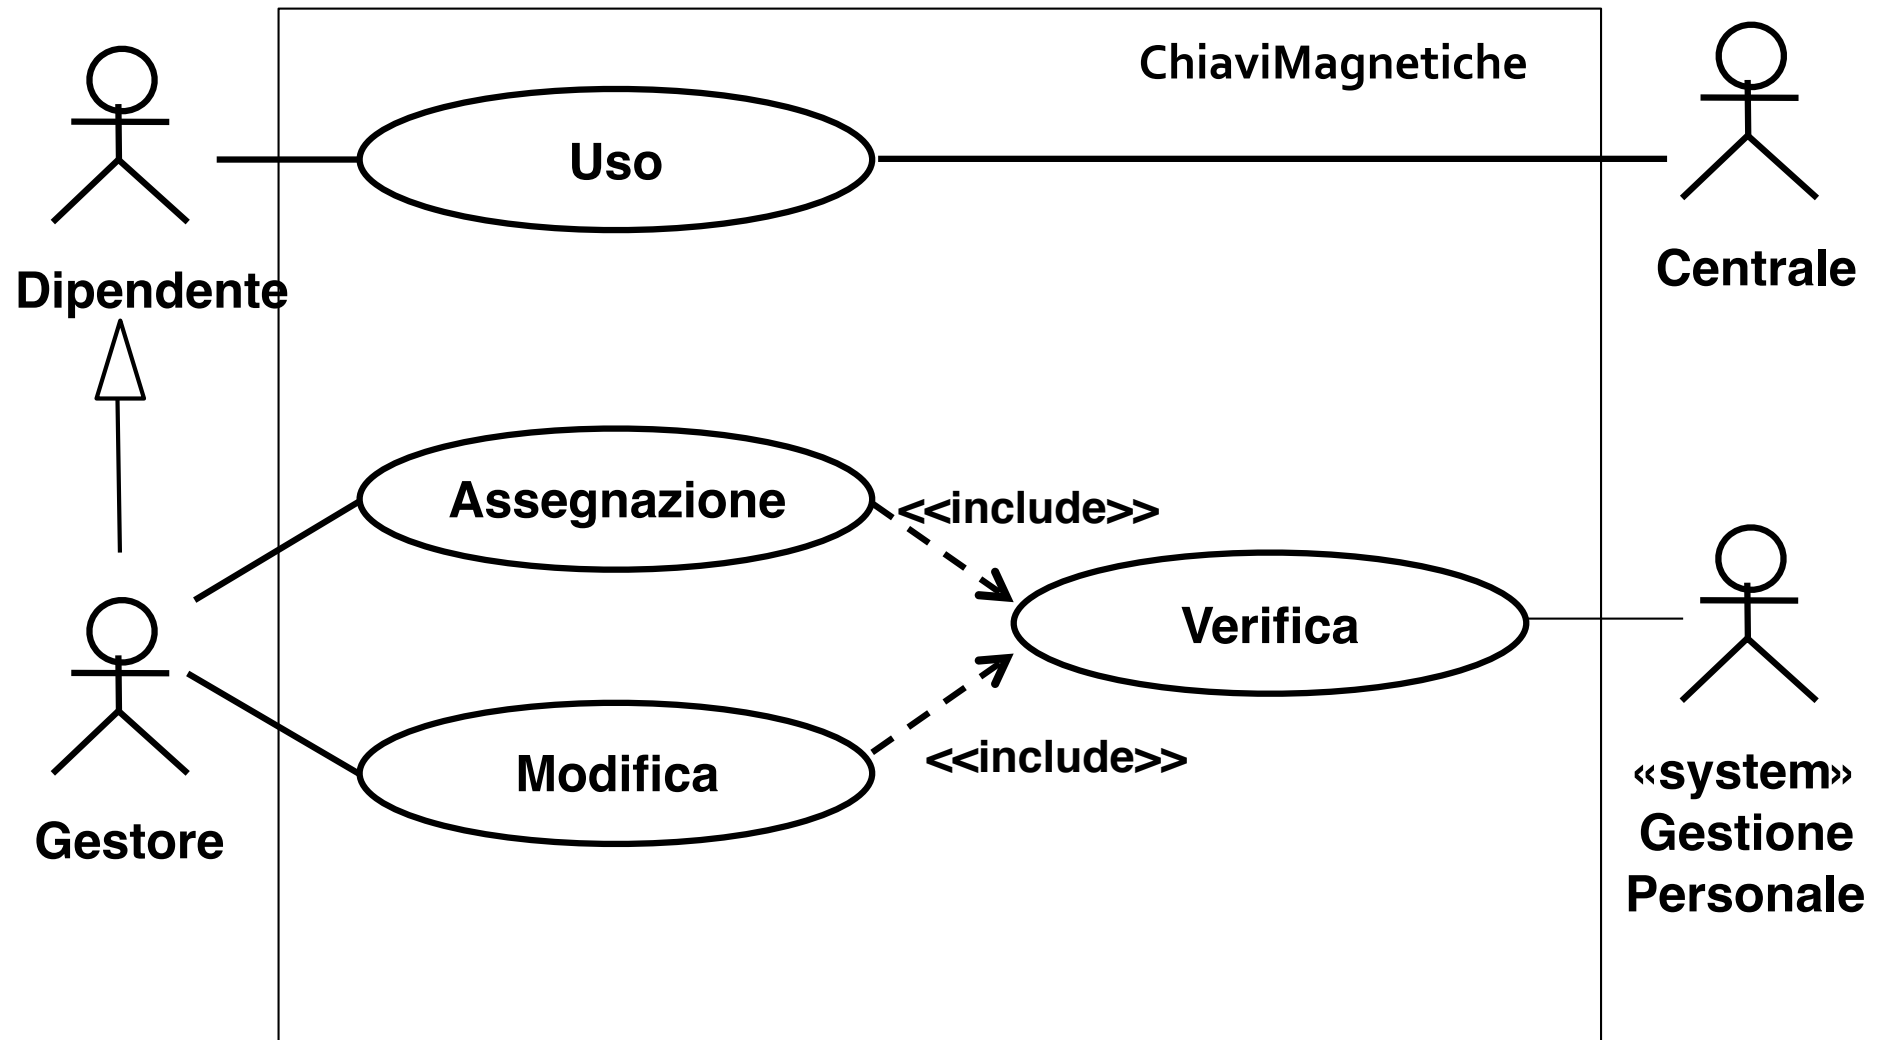 ChiaviMagnetiche
Uso
Dipendente
Centrale
Assegnazione
<<include>>
Verifica
Modifica
<<include>>
Gestore
«system»
Gestione
Personale